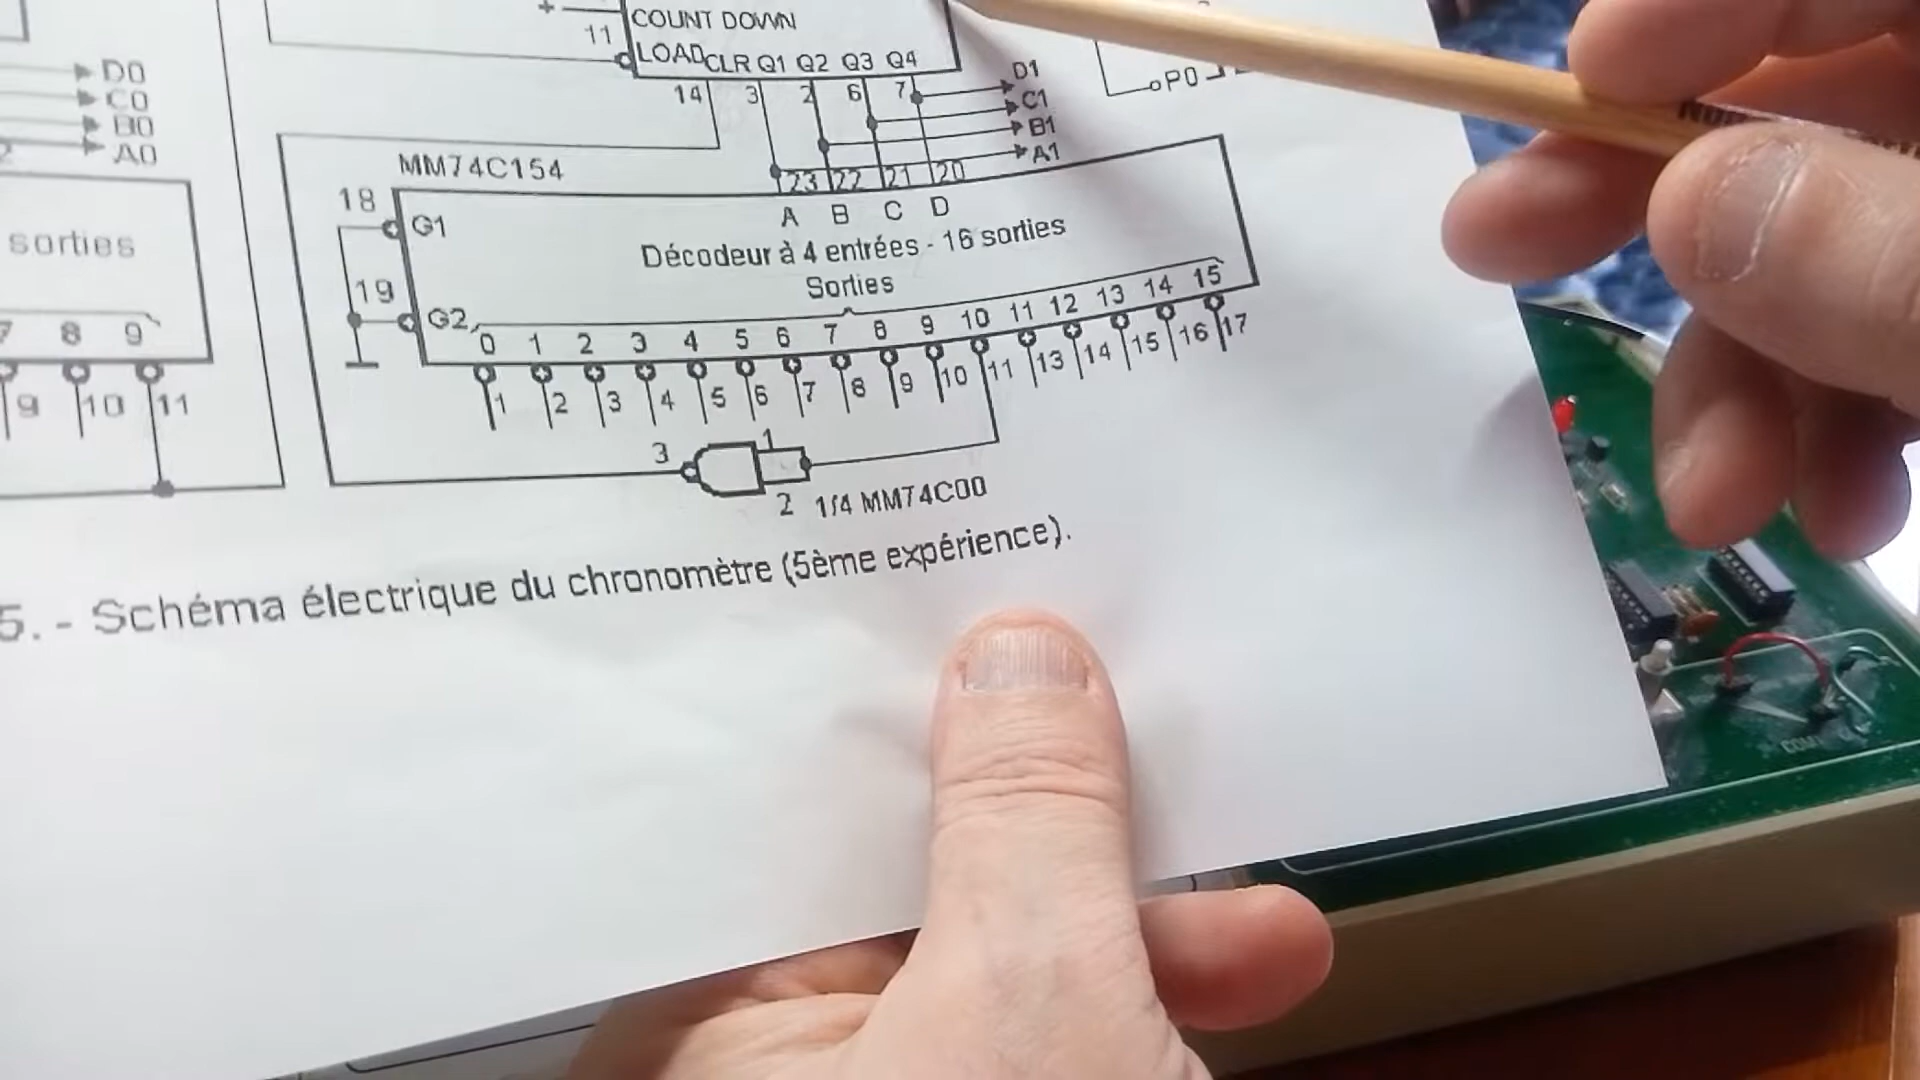 COUNT DOWN
11
LOAD CLR Q1 Q2 Q3 Q4
14 3 2 6 7
D1
C1
B1
A1
P0
D0
C0
B0
A0
MM74C154
23 22 21 20
A B C D
18
G1
19
G2
Décodeur à 4 entrées - 16 sorties
Sorties
0 1 2 3 4 5 6 7 8 9 10 11 12 13 14 15
1 2 3 4 5 6 7 8 9 10 11 13 14 15 16 17
sorties
7 8 9
9 10 11
3
1
2
1/4 MM74C00
5. - Schéma électrique du chronomètre (5ème expérience).